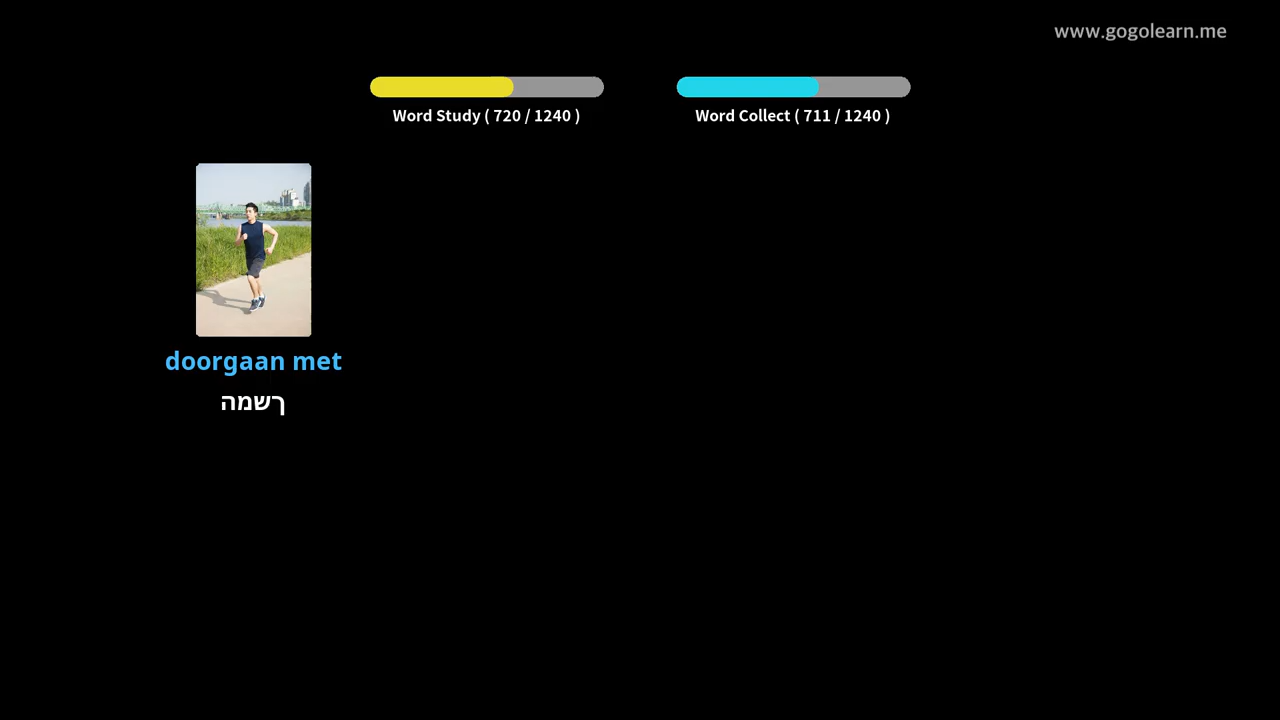 www.gogolearn.me
Word Study ( 720 / 1240 )
Word Collect ( 711 / 1240 )
doorgaan met
ךשמה